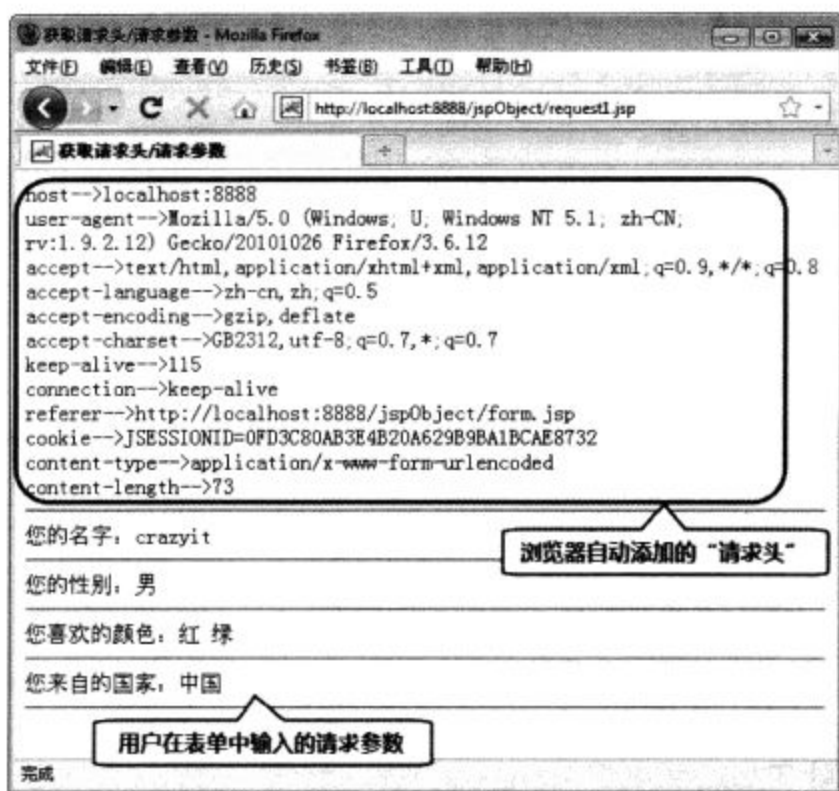 获取请求头/请求参数 - Mozilla Firefox
文件(F) 编辑(E) 查看(V) 历史(S) 书签(B) 工具(T) 帮助(H)
http://localhost:8888/jspObject/request1.jsp
获取请求头/请求参数
host-->localhost:8888
user-agent-->Mozilla/5.0 (Windows; U; Windows NT 5.1; zh-CN;
rv:1.9.2.12) Gecko/20101026 Firefox/3.6.12
accept-->text/html,application/xhtml+xml,application/xml;q=0.9,*/*;q=0.8
accept-language-->zh-cn,zh;q=0.5
accept-encoding-->gzip,deflate
accept-charset-->GB2312,utf-8;q=0.7,*;q=0.7
keep-alive-->115
connection-->keep-alive
referer-->http://localhost:8888/jspObject/form.jsp
cookie-->JSESSIONID=0FD3C80AB3E4B20A629B9BA1BCAE8732
content-type-->application/x-www-form-urlencoded
content-length-->73
您的名字：crazyit
浏览器自动添加的“请求头”
您的性别：男
您喜欢的颜色：红 绿
您来自的国家：中国
用户在表单中输入的请求参数
完成